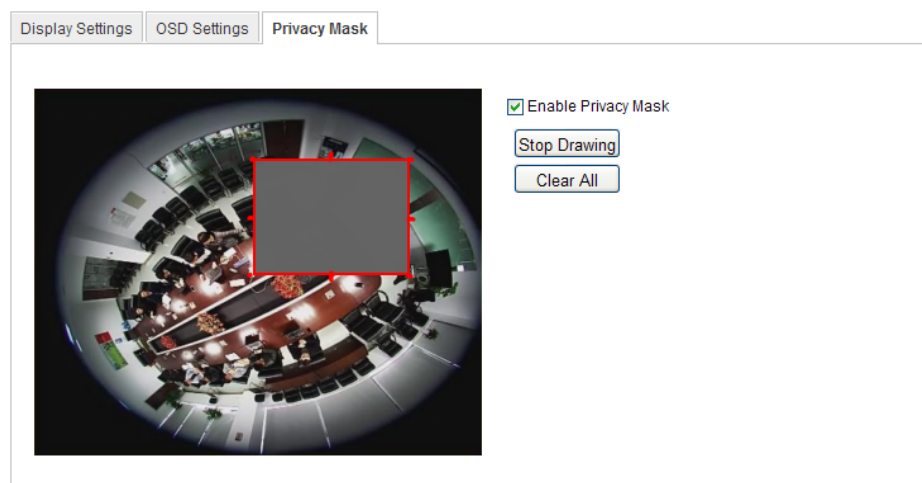 Display Settings OSD Settings Privacy Mask
Enable Privacy Mask
Stop Drawing
Clear All